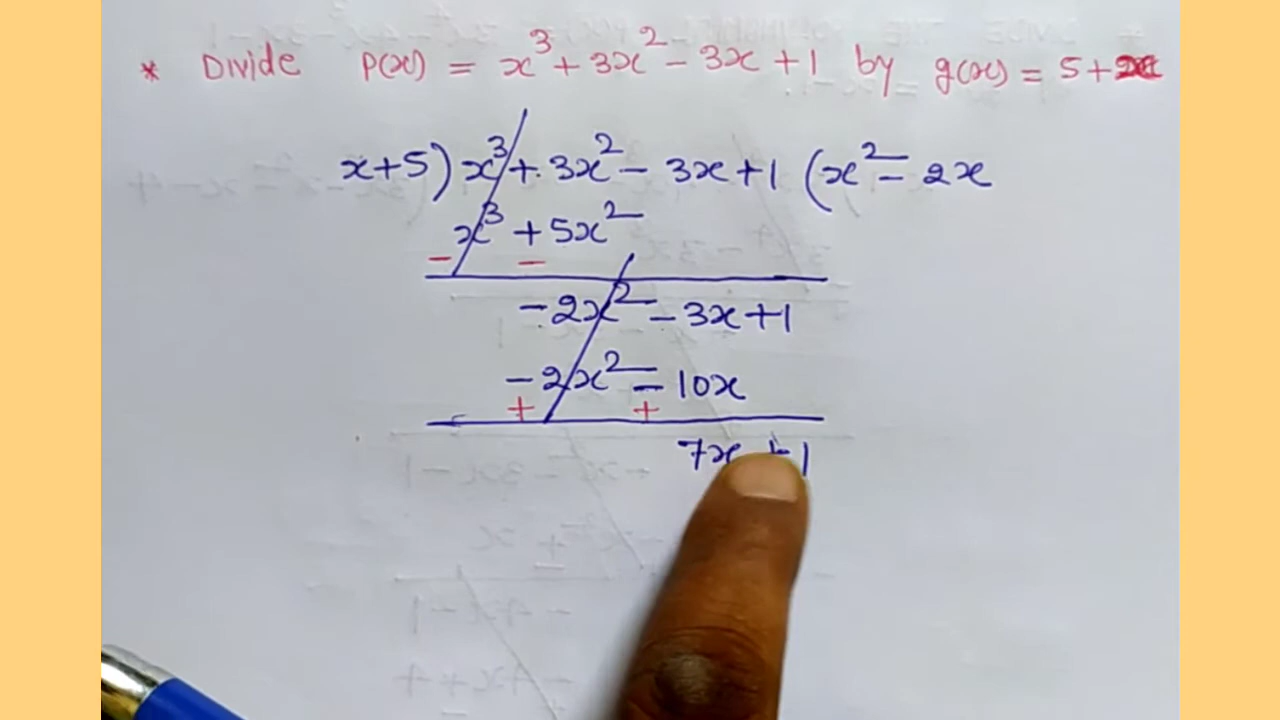 * Divide P(x) = x³ + 3x² - 3x + 1 by g(x) = 5 + x
x+5) x³ + 3x² - 3x + 1 (x² - 2x
x³ + 5x²
- -
-2x² - 3x + 1
-2x² - 10x
+ +
7x + 1